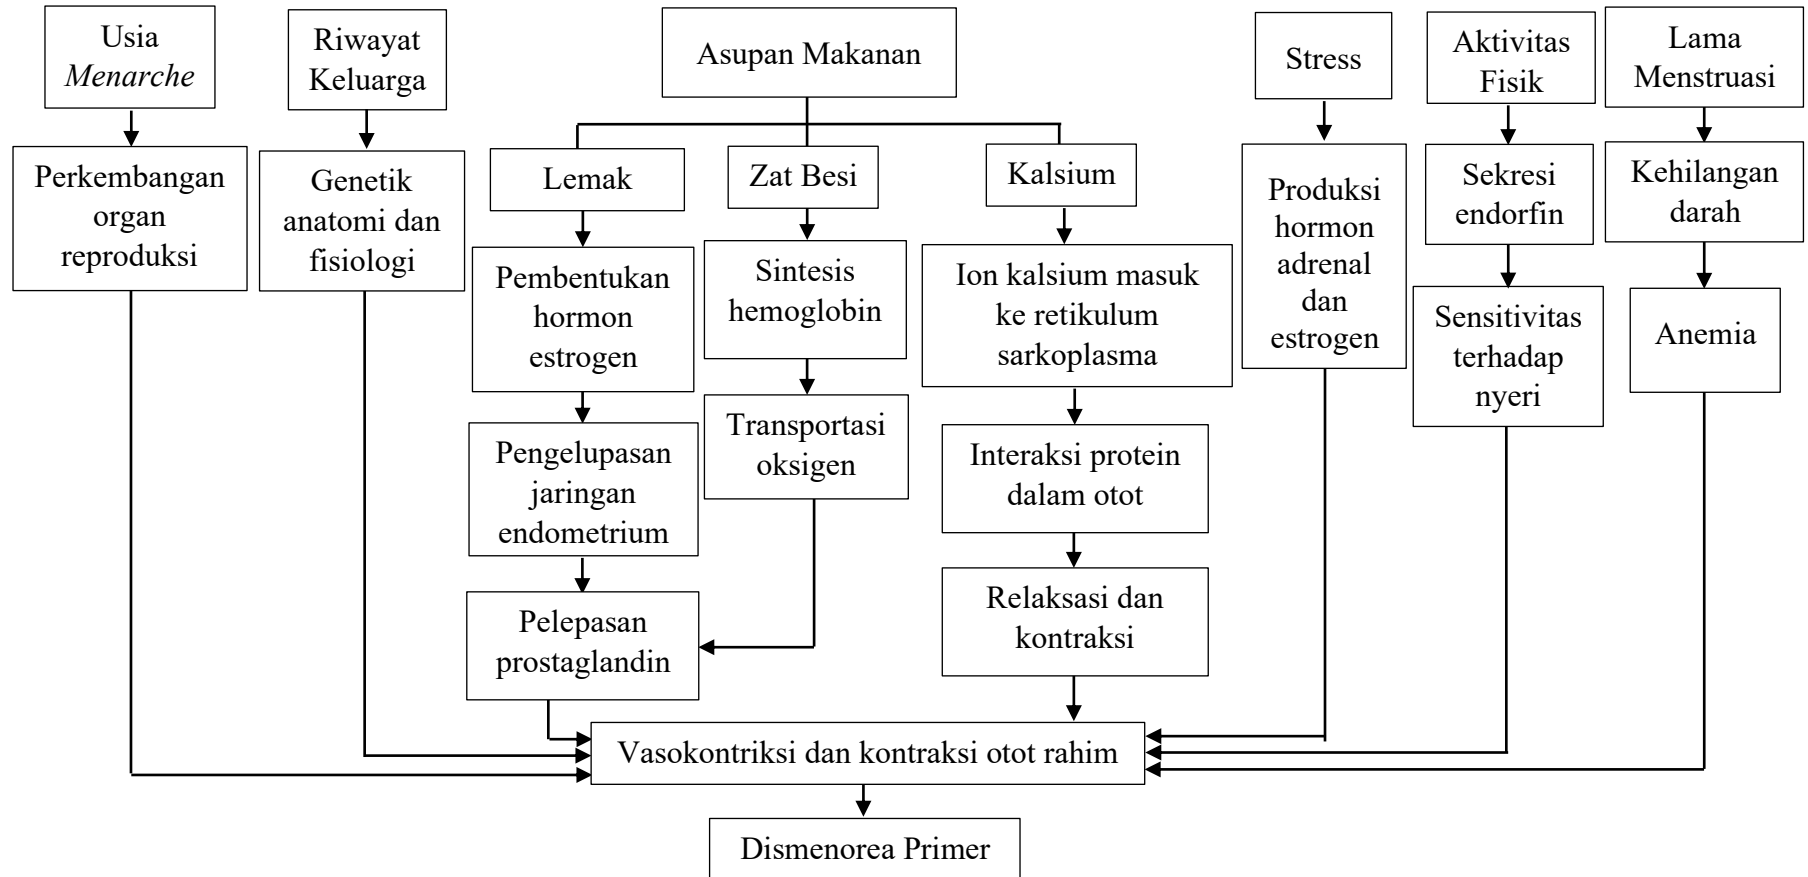 Usia
Menarche
Riwayat
Keluarga
Asupan Makanan
Stress
Aktivitas
Fisik
Lama
Menstruasi
Perkembangan
organ
reproduksi
Genetik
anatomi dan
fisiologi
Lemak
Zat Besi
Kalsium
Produksi
hormon
adrenal
dan
estrogen
Sekresi
endorfin
Kehilangan
darah
Pembentukan
hormon
estrogen
Sintesis
hemoglobin
Ion kalsium masuk
ke retikulum
sarkoplasma
Sensitivitas
terhadap
nyeri
Anemia
Pengelupasan
jaringan
endometrium
Transportasi
oksigen
Interaksi protein
dalam otot
Pelepasan
prostaglandin
Relaksasi dan
kontraksi
Vasokontriksi dan kontraksi otot rahim
Dismenorea Primer